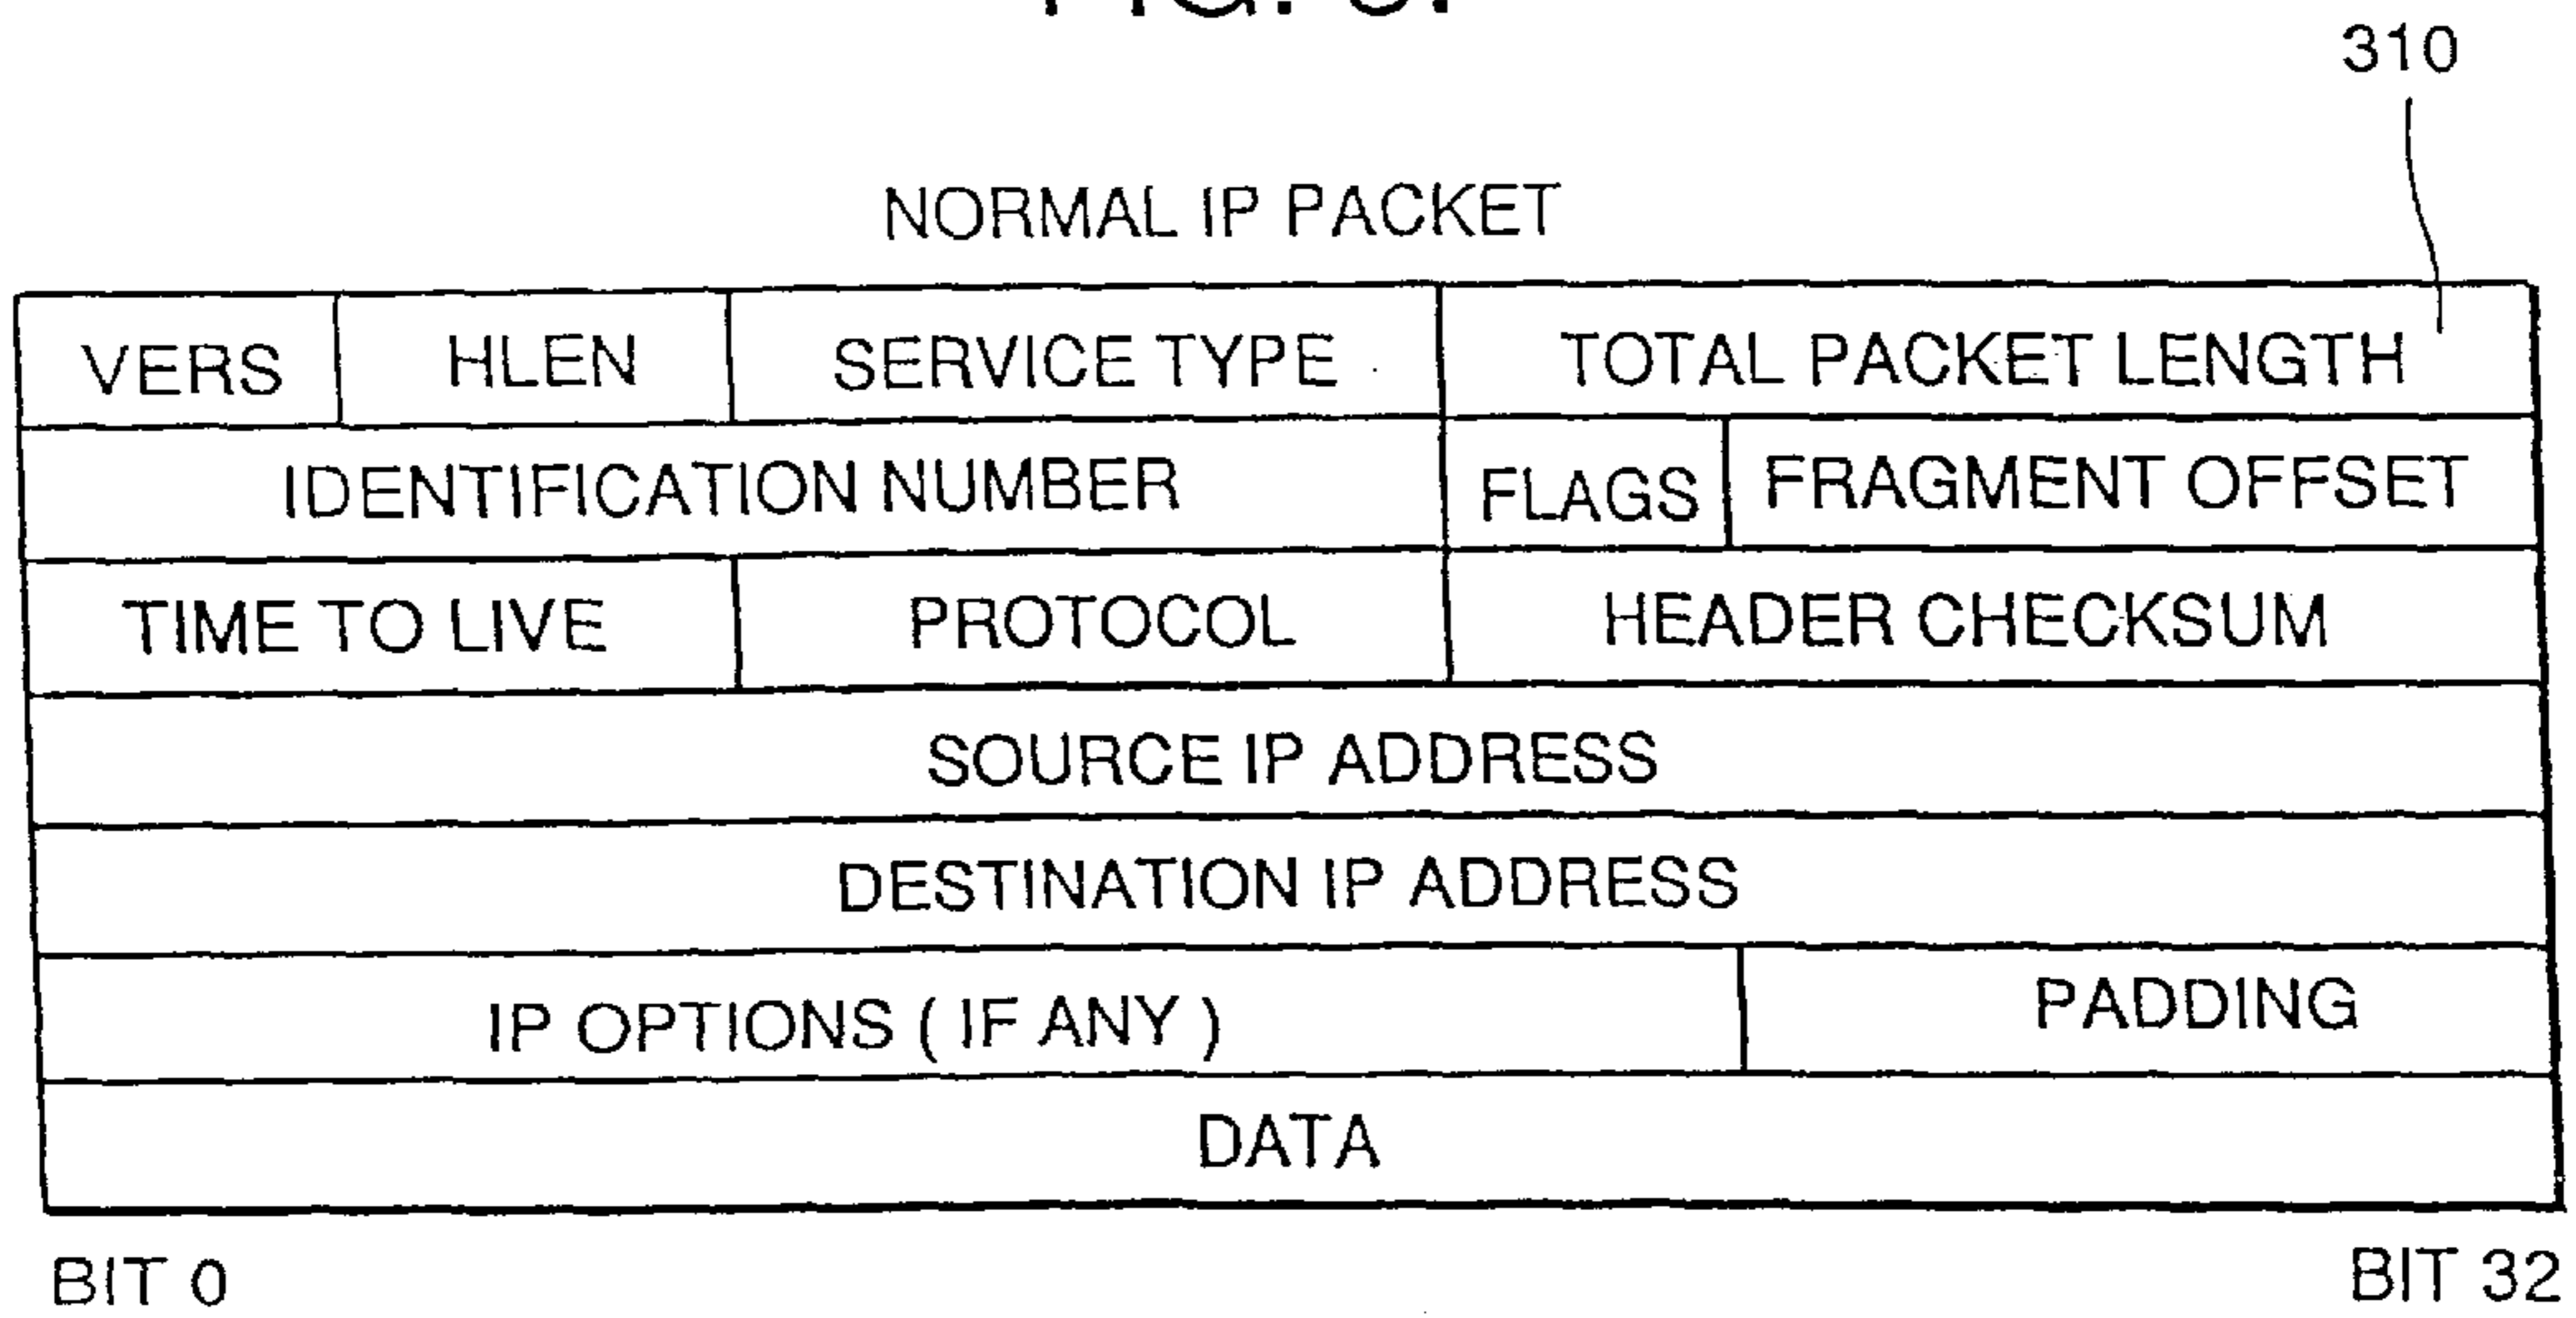 310
NORMAL IP PACKET
VERS HLEN SERVICE TYPE TOTAL PACKET LENGTH
IDENTIFICATION NUMBER FLAGS FRAGMENT OFFSET
TIME TO LIVE PROTOCOL HEADER CHECKSUM
SOURCE IP ADDRESS
DESTINATION IP ADDRESS
IP OPTIONS ( IF ANY ) PADDING
DATA
BIT 0 BIT 32